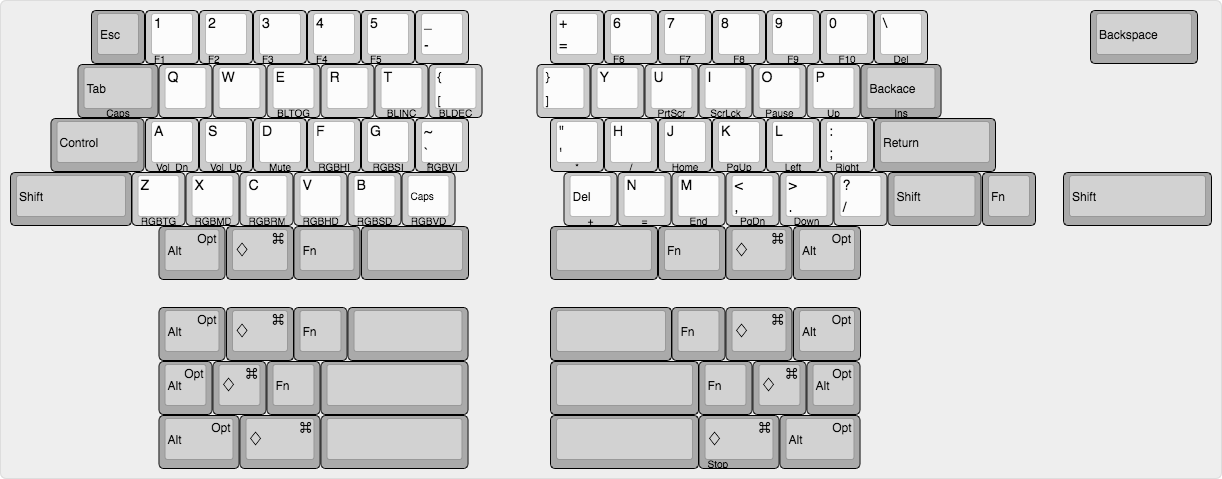 Esc 1 2 3 4 5 _ + 6 7 8 9 0 \ Backspace
- =
F1 F2 F3 F4 F5 F6 F7 F8 F9 F10 Del
Tab Q W E R T { } Y U I O P Backace
[ ]
Caps BLTOG BLINC BLDEC PrtScr ScrLck Pause Up Ins
Control A S D F G ~ " H J K L : Return
` ' ;
Vol_Dn Vol_Up Mute RGBHI RGBSI RGBVI * / Home PgUp Left Right
Shift Z X C V B Caps Del N M < > ? Shift Fn Shift
, . /
RGBTG RGBMD RGBRM RGBHD RGBSD RGBVD + = End PgDn Down
Opt ⌘ ⌘ Opt
Alt ◇ Fn Fn ◇ Alt
Opt ⌘ ⌘ Opt
Alt ◇ Fn Fn ◇ Alt
Opt ⌘ ⌘ Opt
Alt ◇ Fn Fn ◇ Alt
Opt ⌘ ⌘ Opt
Alt ◇ ◇ Alt
Stop